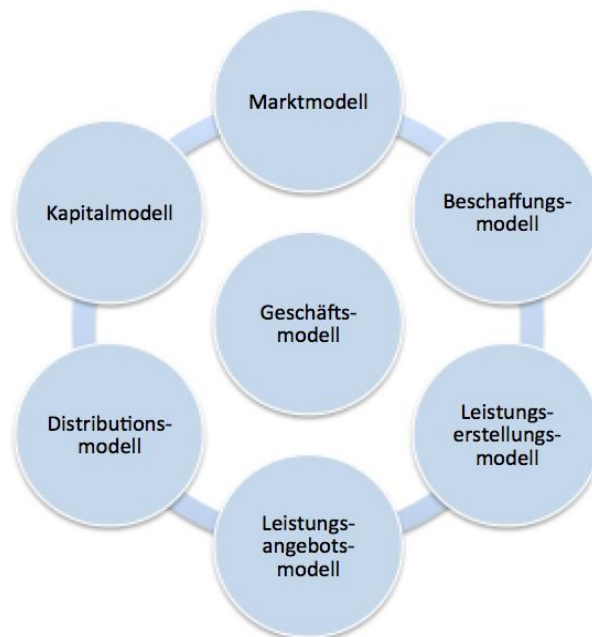 Marktmodell
Beschaffungs-
modell
Leistungs-
erstellungs-
modell
Leistungs-
angebots-
modell
Distributions-
modell
Kapitalmodell
Geschäfts-
modell